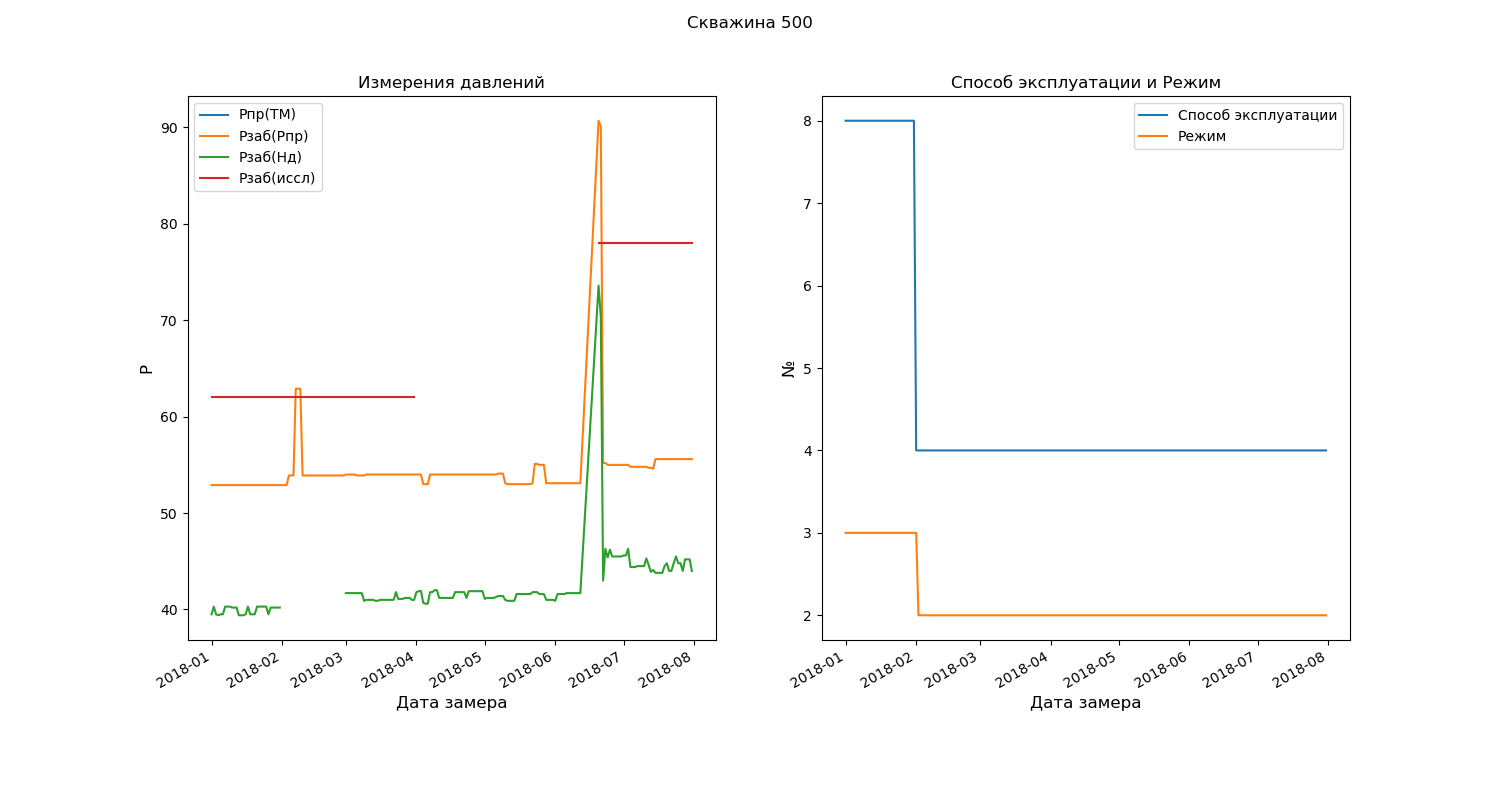 Скважина 500
Измерения давлений
Рпр(ТМ)
Рзаб(Рпр)
Рзаб(Нд)
Рзаб(иссл)
P
90
80
70
60
50
40
2018-01
2018-02
2018-03
2018-04
2018-05
2018-06
2018-07
2018-08
Дата замера
Способ эксплуатации и Режим
Способ эксплуатации
Режим
№
8
7
6
5
4
3
2
2018-01
2018-02
2018-03
2018-04
2018-05
2018-06
2018-07
2018-08
Дата замера